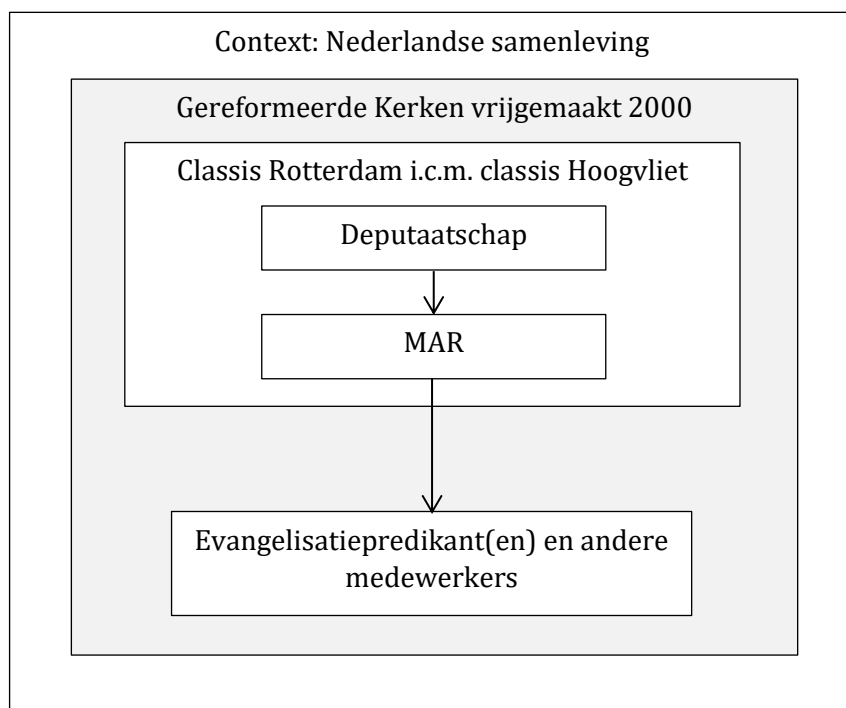 Context: Nederlandse samenleving
Gereformeerde Kerken vrijgemaakt 2000
Classis Rotterdam i.c.m. classis Hoogvliet
Deputaatschap
MAR
Evangelisatiepredikant(en) en andere
medewerkers